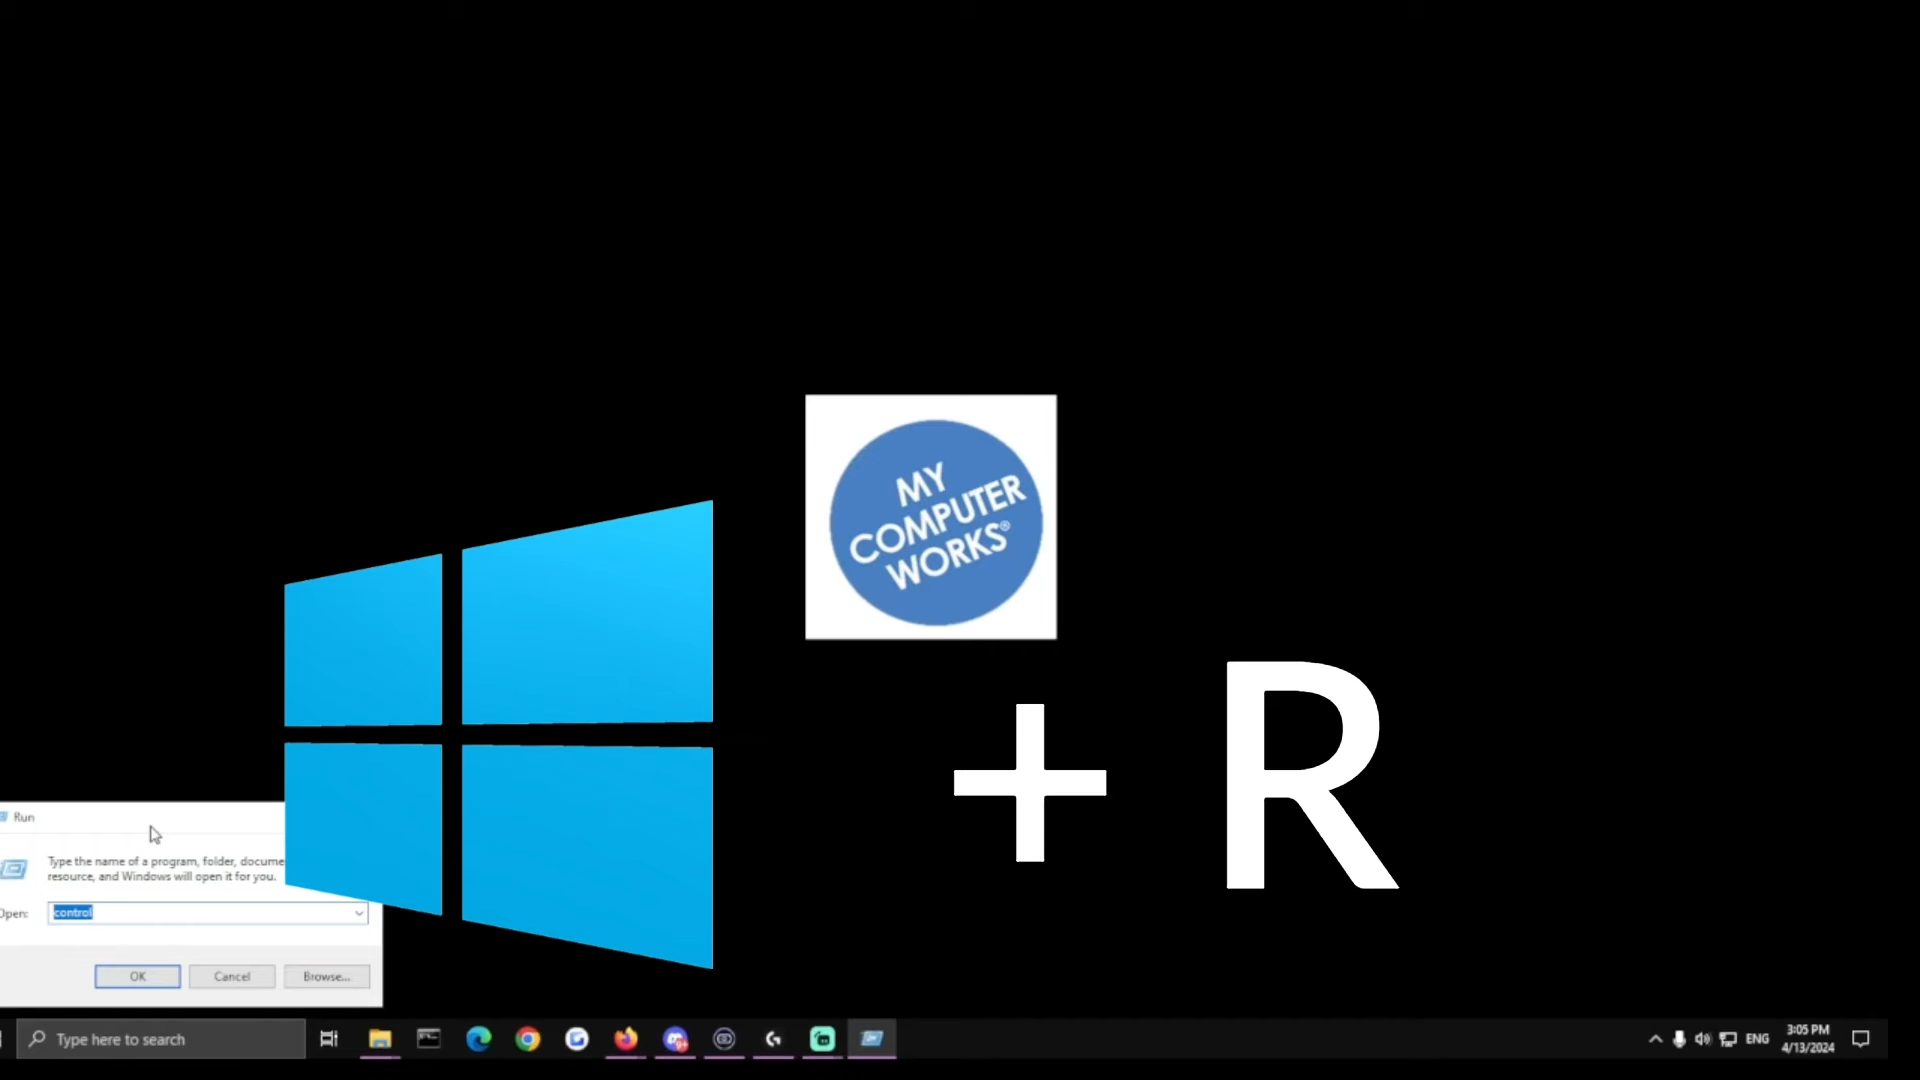 MY
COMPUTER
WORKS®
+ R
Run
Type the name of a program, folder, docume
resource, and Windows will open it for you.
Open:
control
OK
Cancel
Browse...
Type here to search
ENG
3:05 PM
4/13/2024